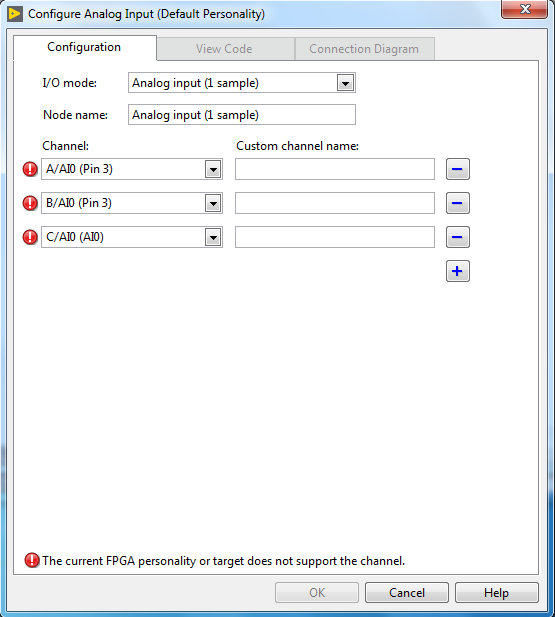 Configure Analog Input (Default Personality)
Configuration View Code Connection Diagram
I/O mode: Analog input (1 sample)
Node name: Analog input (1 sample)
Channel: Custom channel name:
A/AI0 (Pin 3)
B/AI0 (Pin 3)
C/AI0 (AI0)
The current FPGA personality or target does not support the channel.
OK Cancel Help